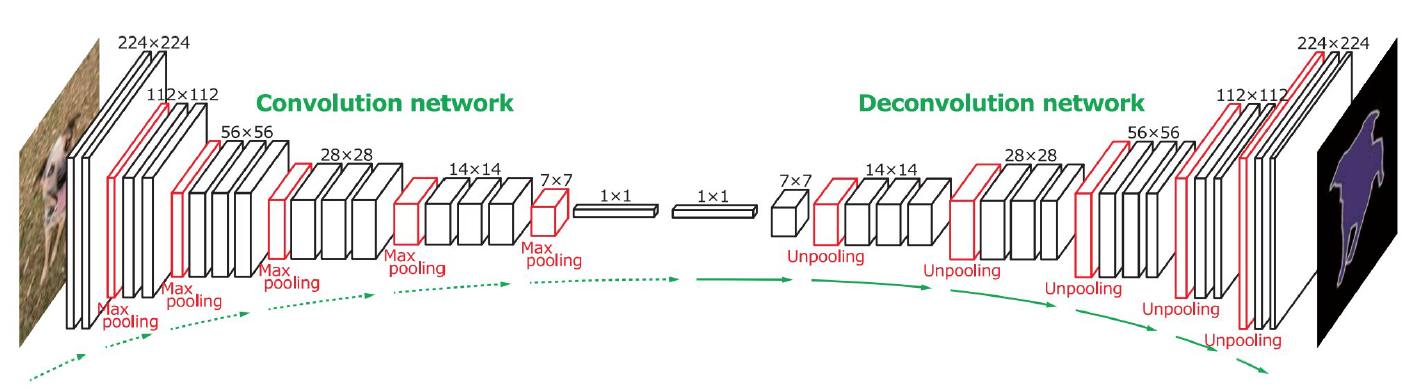 224×224
112×112
Convolution network
56×56
28×28
14×14
7×7
1×1
1×1
7×7
14×14
28×28
Deconvolution network
56×56
112×112
224×224
Max
pooling
Max
pooling
Max
pooling
Max
pooling
Max
pooling
Unpooling
Unpooling
Unpooling
Unpooling
Unpooling